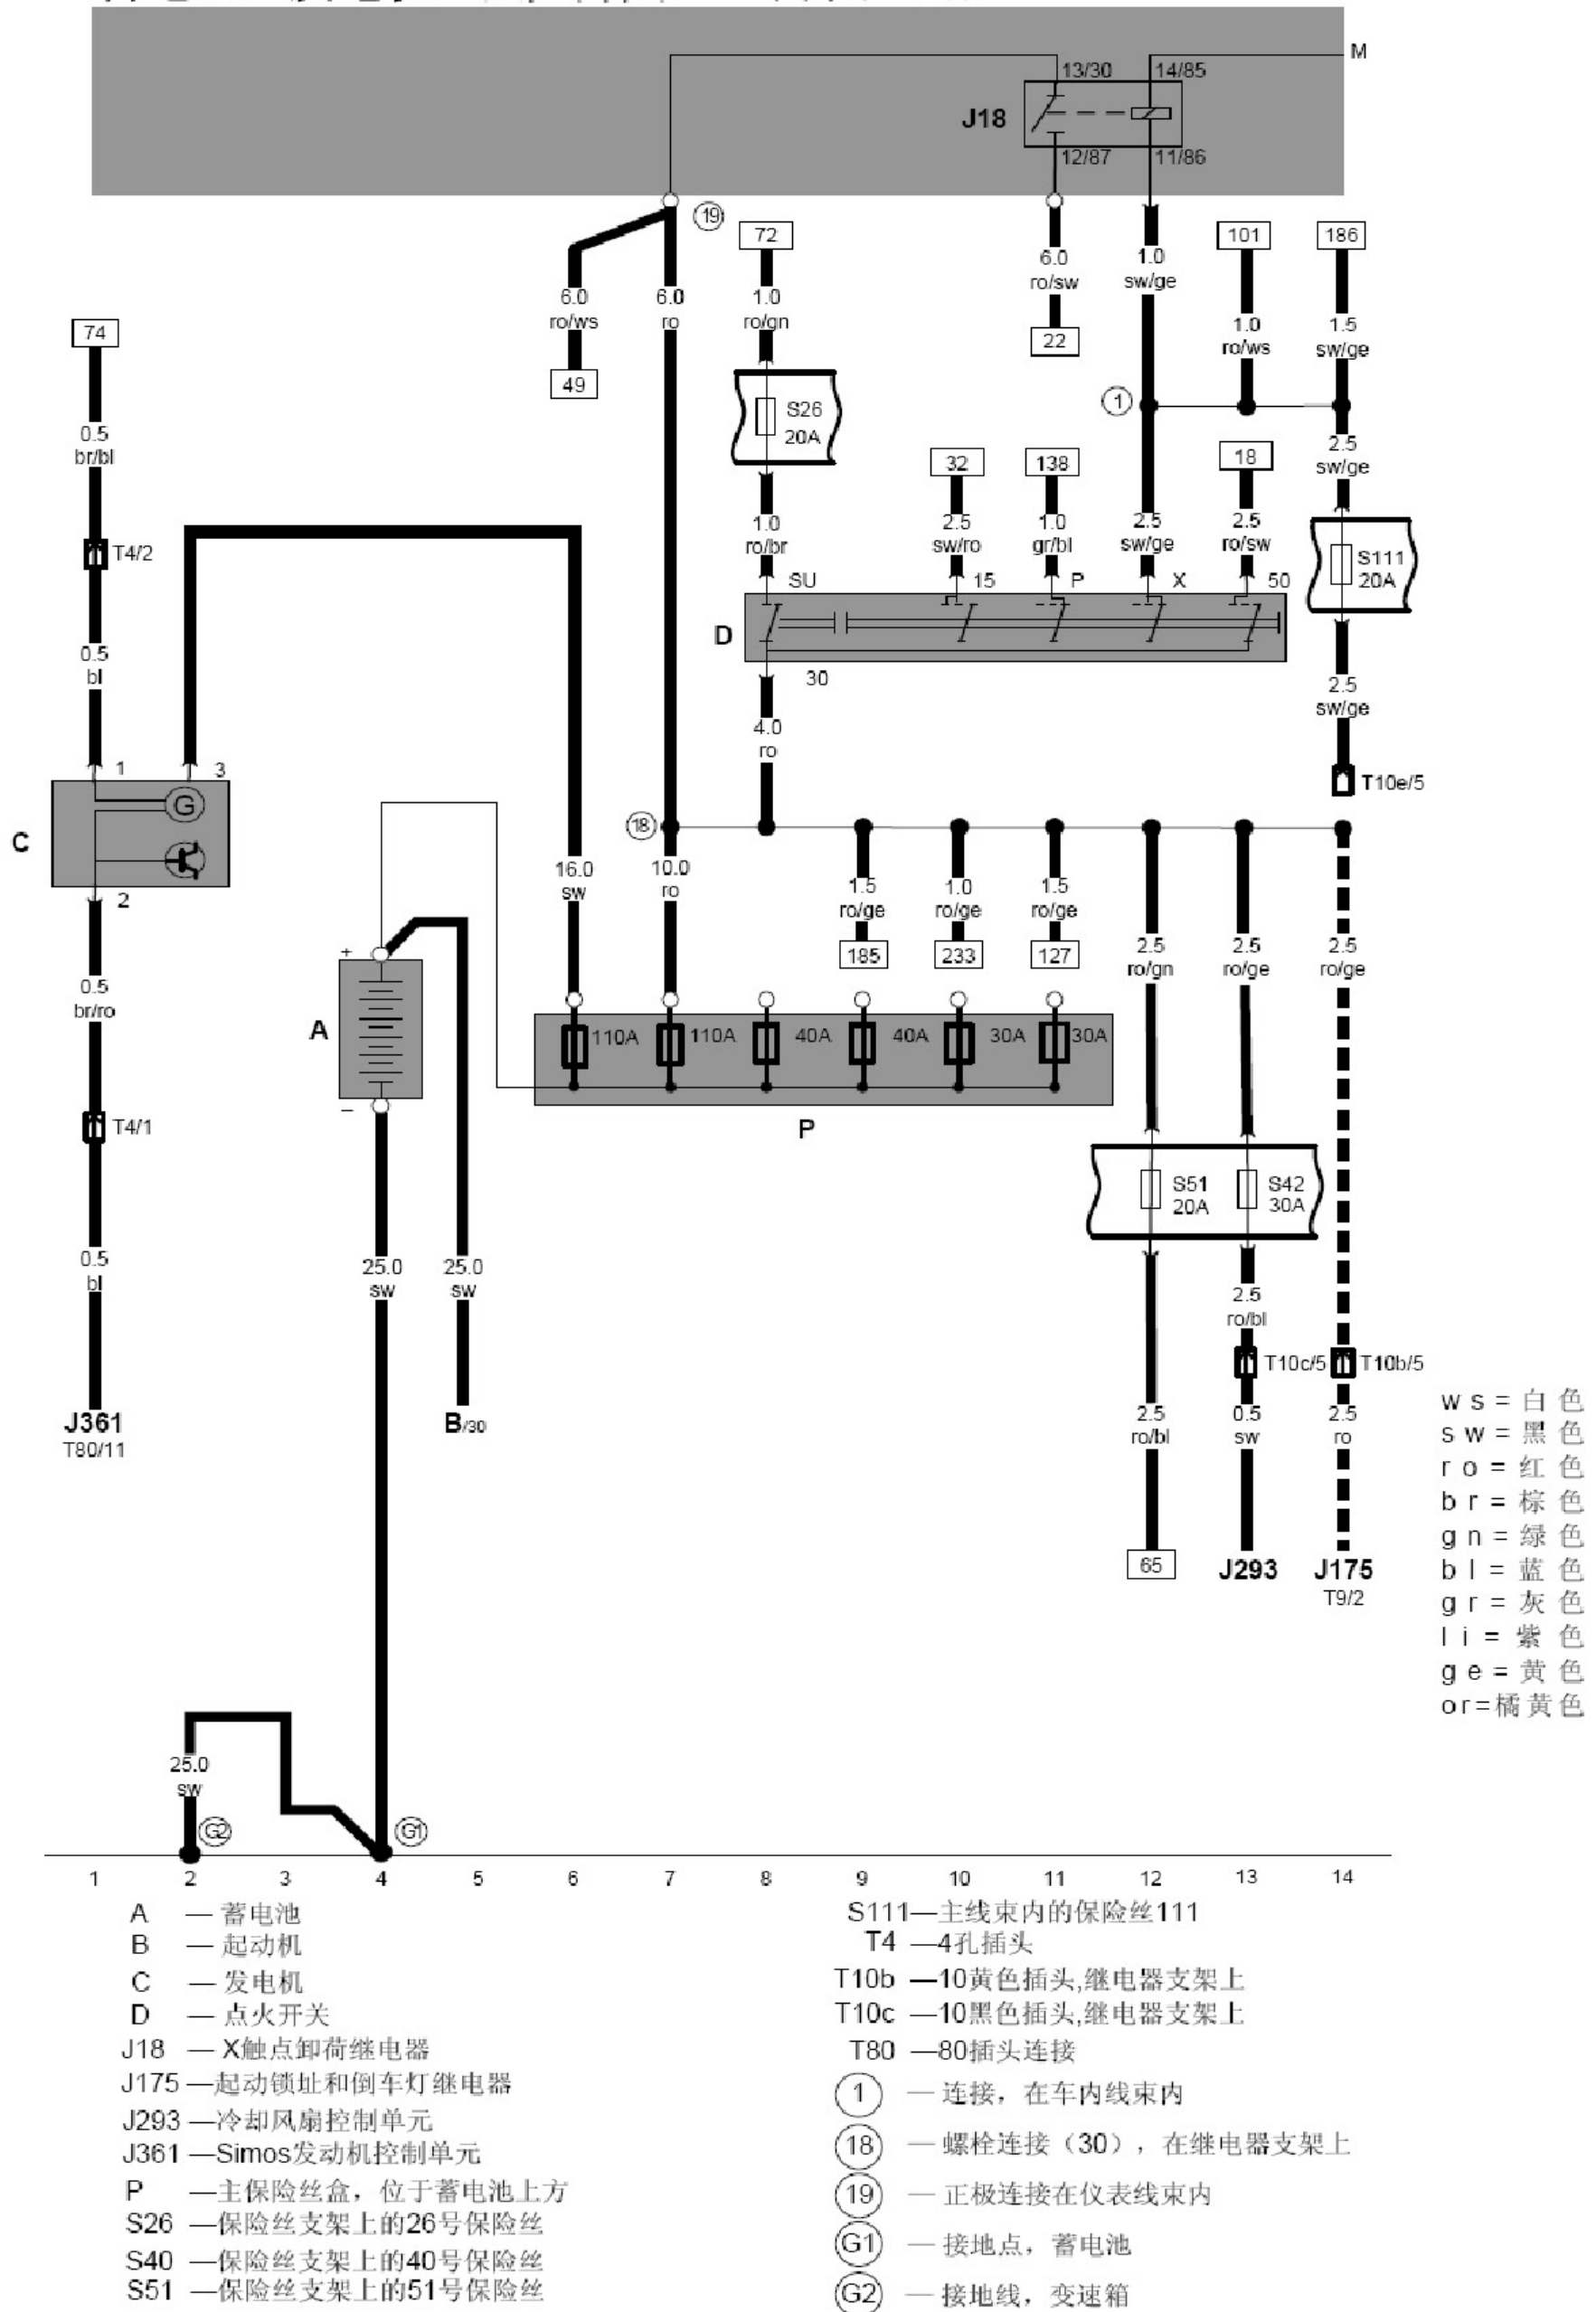 M
13/30
14/85
J18
12/87
11/86
19
72
101
186
6.0
ro/sw
1.0
sw/ge
6.0
ro/ws
6.0
ro
1.0
ro/gn
74
22
1.0
ro/ws
1.5
sw/ge
49
1
S26
20A
0.5
br/bl
2.5
sw/ge
32
138
18
1.0
ro/br
2.5
sw/ro
1.0
gr/bl
2.5
sw/ge
2.5
ro/sw
T4/2
S111
20A
SU
15
P
X
50
D
0.5
bl
30
2.5
sw/ge
4.0
ro
1
3
T10e/5
G
C
18
16.0
sw
10.0
ro
1.5
ro/ge
1.0
ro/ge
1.5
ro/ge
2
185
233
127
2.5
ro/gn
2.5
ro/ge
2.5
ro/ge
+
0.5
br/ro
A
110A
110A
40A
40A
30A
30A
–
T4/1
P
S51
20A
S42
30A
0.5
bl
25.0
sw
25.0
sw
2.5
ro/bl
T10c/5
T10b/5
J361
T80/11
B/30
2.5
ro/bl
0.5
sw
2.5
ro
65
J293
J175
T9/2
ws=白色
sw=黑色
ro=红色
br=棕色
gn=绿色
bl=蓝色
gr=灰色
li=紫色
ge=黄色
or=橘黄色
25.0
sw
G2
G1
1 2 3 4 5 6 7 8 9 10 11 12 13 14
A — 蓄电池
B — 起动机
C — 发电机
D — 点火开关
J18 — X触点卸荷继电器
J175 —起动锁址和倒车灯继电器
J293 —冷却风扇控制单元
J361 —Simos发动机控制单元
P —主保险丝盒，位于蓄电池上方
S26 —保险丝支架上的26号保险丝
S40 —保险丝支架上的40号保险丝
S51 —保险丝支架上的51号保险丝
S111—主线束内的保险丝111
T4 —4孔插头
T10b —10黄色插头,继电器支架上
T10c —10黑色插头,继电器支架上
T80 —80插头连接
1 — 连接，在车内线束内
18 — 螺栓连接（30），在继电器支架上
19 — 正极连接在仪表线束内
G1 — 接地点，蓄电池
G2 — 接地线，变速箱